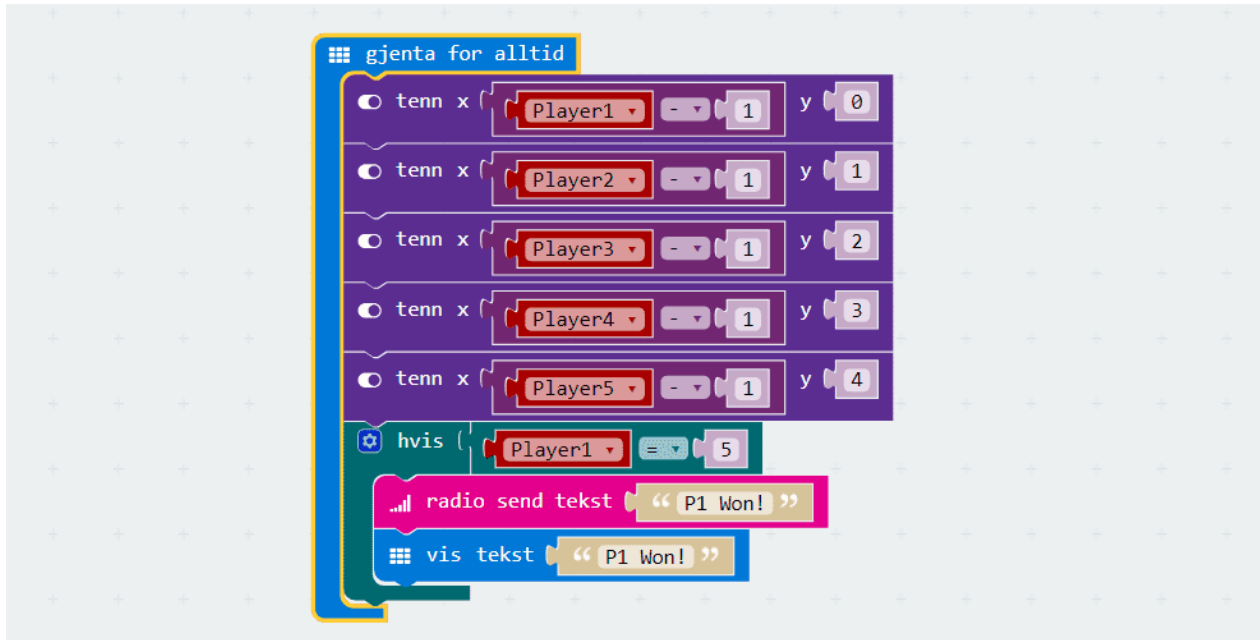 gjenta for alltid
tenn x Player1 - 1 y 0
tenn x Player2 - 1 y 1
tenn x Player3 - 1 y 2
tenn x Player4 - 1 y 3
tenn x Player5 - 1 y 4
hvis Player1 = 5
radio send tekst “ P1 Won! ”
vis tekst “ P1 Won! ”